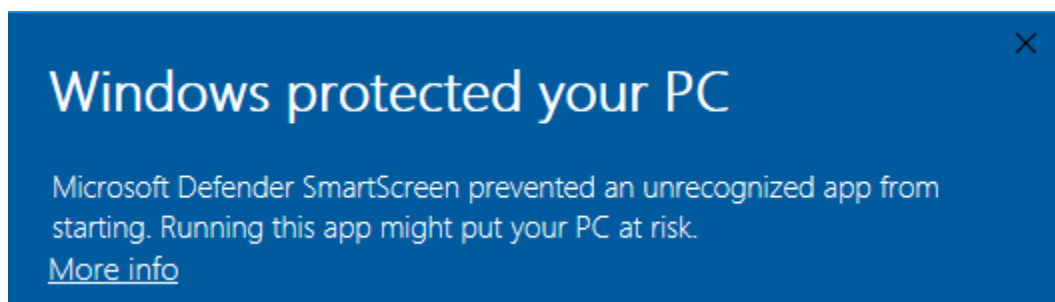 Windows protected your PC
Microsoft Defender SmartScreen prevented an unrecognized app from
starting. Running this app might put your PC at risk.
More info